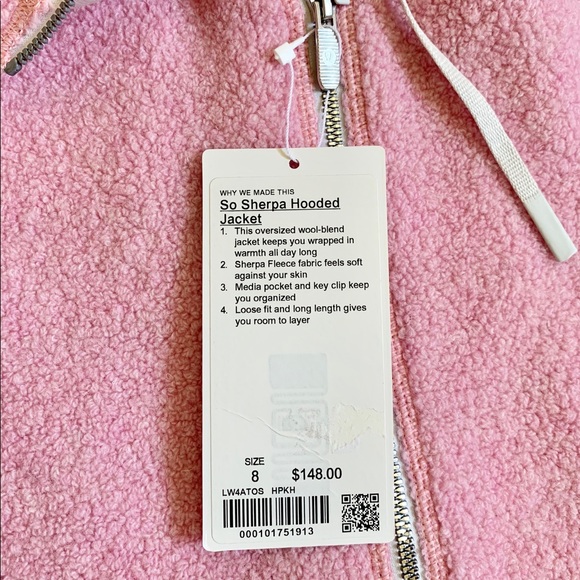 WHY WE MADE THIS
So Sherpa Hooded
Jacket
1. This oversized wool-blend
jacket keeps you wrapped in
warmth all day long
2. Sherpa Fleece fabric feels soft
against your skin
3. Media pocket and key clip keep
you organized
4. Loose fit and long length gives
you room to layer
SIZE
8 $148.00
LW4ATOS HPKH
000101751913